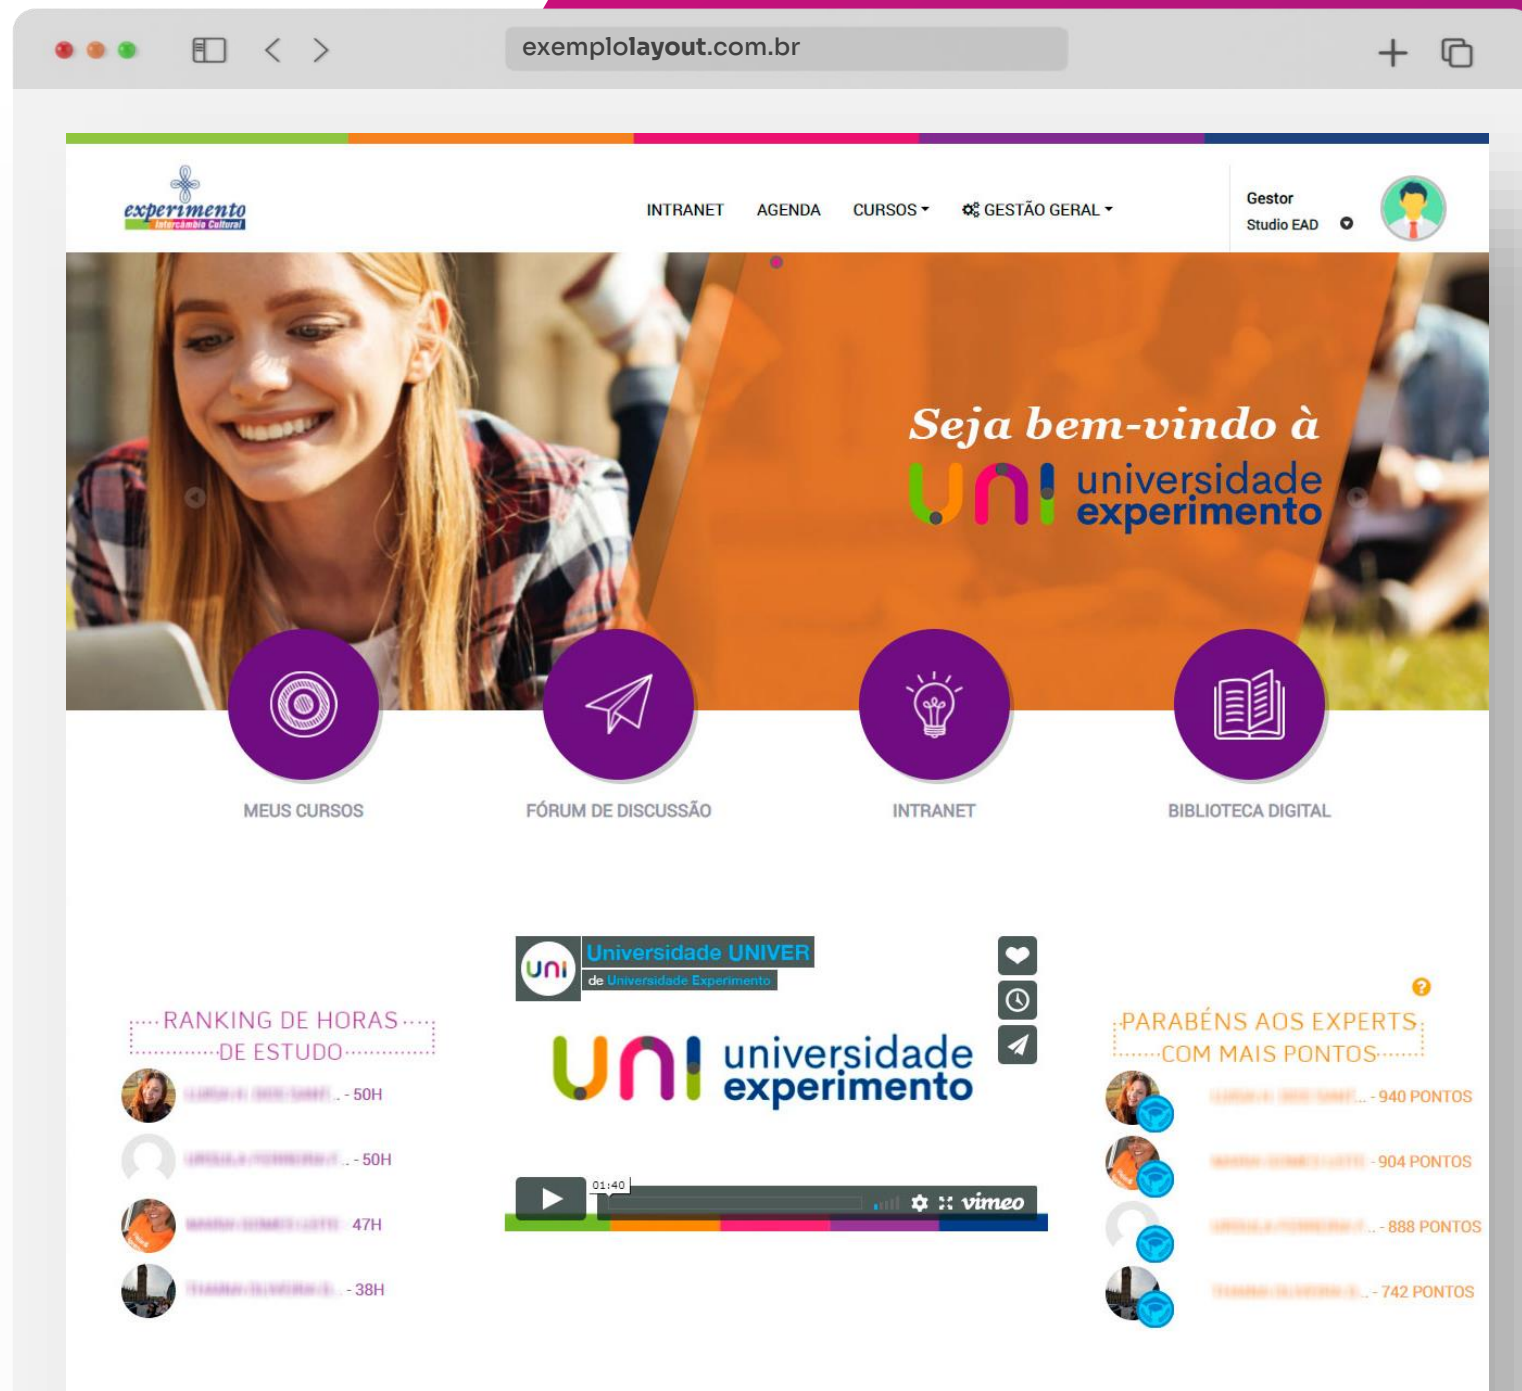 exemplolayout.com.br
experimento
Intercâmbio Cultural
INTRANET
AGENDA
CURSOS
GESTÃO GERAL
Gestor
Studio EAD
Seja bem-vindo à
uni universidade
experimento
MEUS CURSOS
FÓRUM DE DISCUSSÃO
INTRANET
BIBLIOTECA DIGITAL
RANKING DE HORAS
DE ESTUDO
.. - 50H
.. - 50H
47H
.. - 38H
uni
Universidade UNIVER
de Universidade Experimento
uni universidade
experimento
01:40
vimeo
?
PARABÉNS AOS EXPERTS
COM MAIS PONTOS
... - 940 PONTOS
- 904 PONTOS
.. - 888 PONTOS
.. - 742 PONTOS